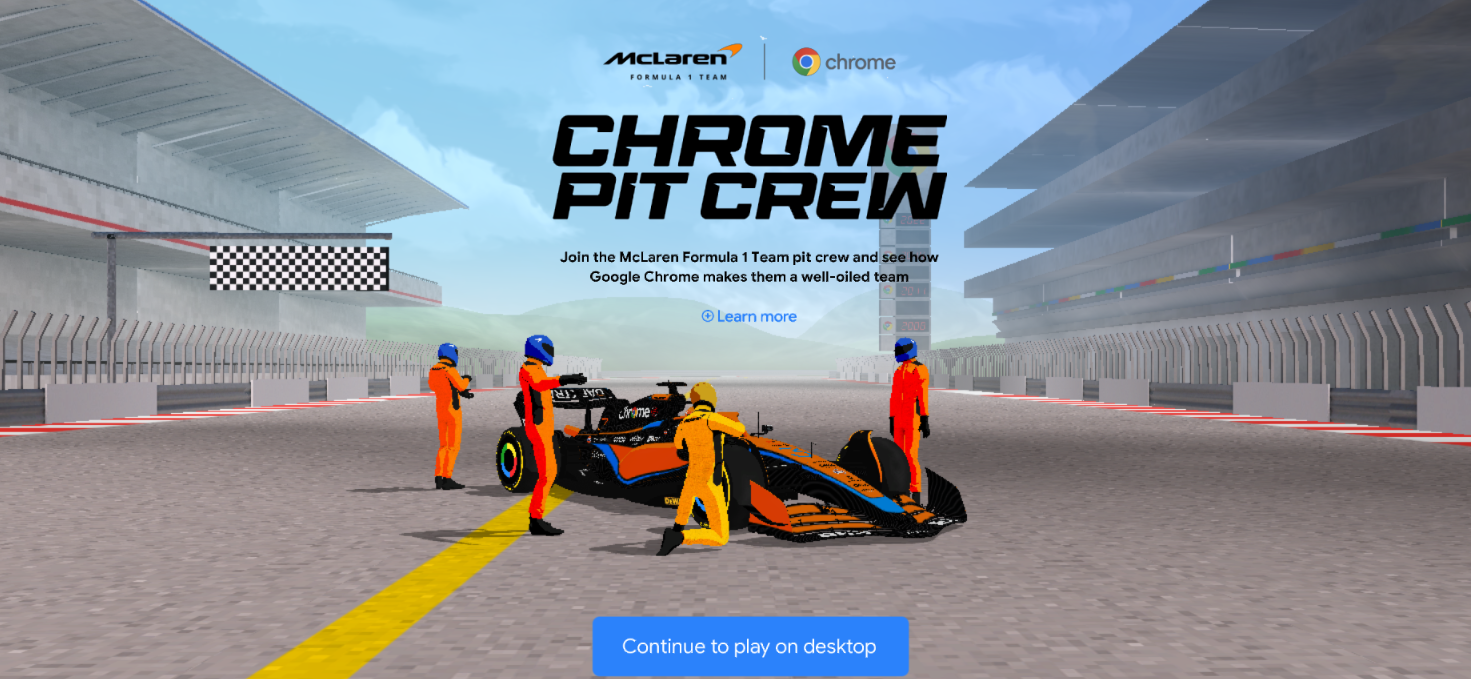 McLaren
FORMULA 1 TEAM
chrome
CHROME
PIT CREW
Join the McLaren Formula 1 Team pit crew and see how
Google Chrome makes them a well-oiled team
Learn more
chrome
Continue to play on desktop